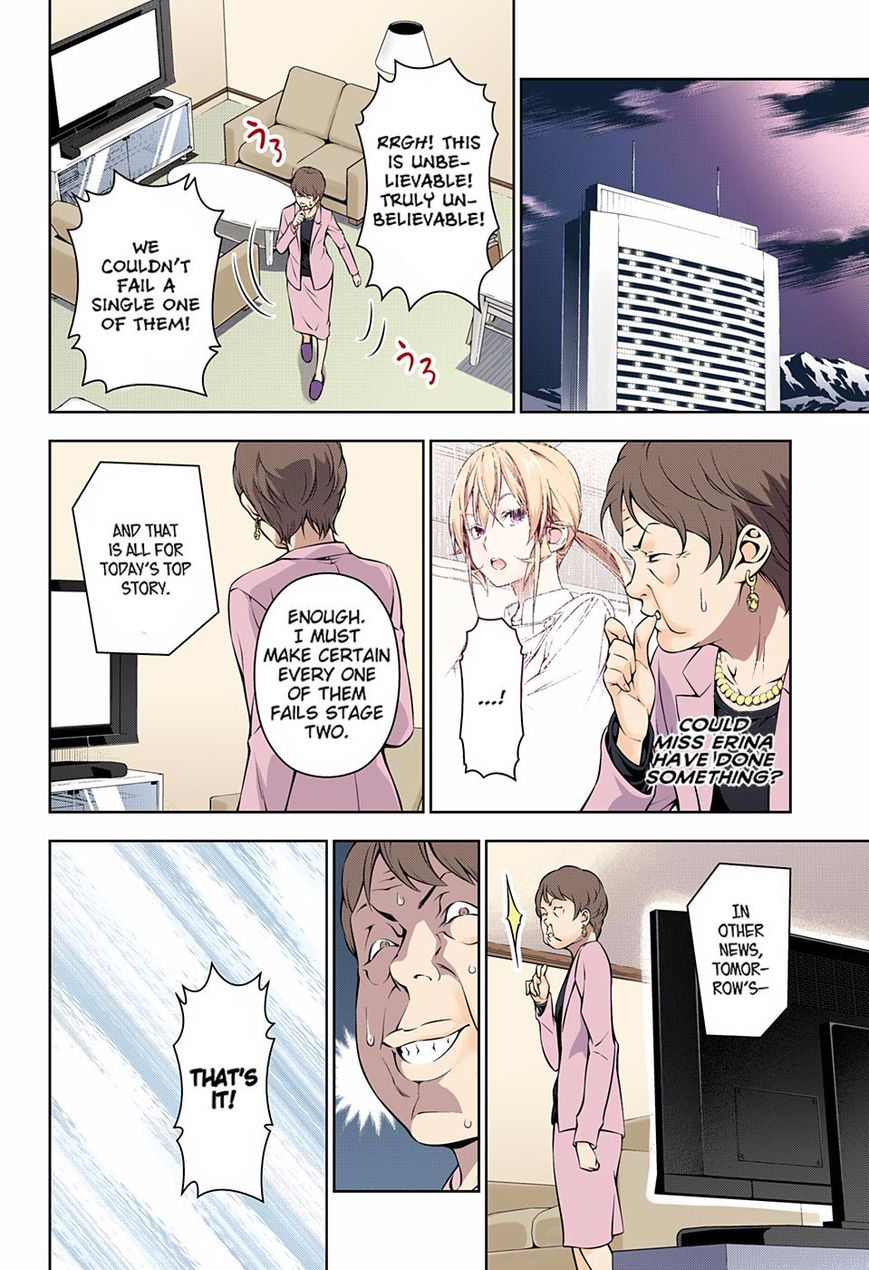 RRGH! THIS
IS UNBE-
LIEVABLE!
TRULY UN-
BELIEVABLE!
うろ
WE
COULDN'T
FAIL A
SINGLE ONE
OF THEM!
うろ
COULD
MISS ERINA
HAVE DONE
SOMETHING?
...!
ENOUGH.
I MUST
MAKE CERTAIN
EVERY ONE
OF THEM
FAILS STAGE
TWO.
AND THAT
IS ALL FOR
TODAY'S TOP
STORY.
IN
OTHER
NEWS,
TOMOR-
ROW'S–
THAT'S
IT!